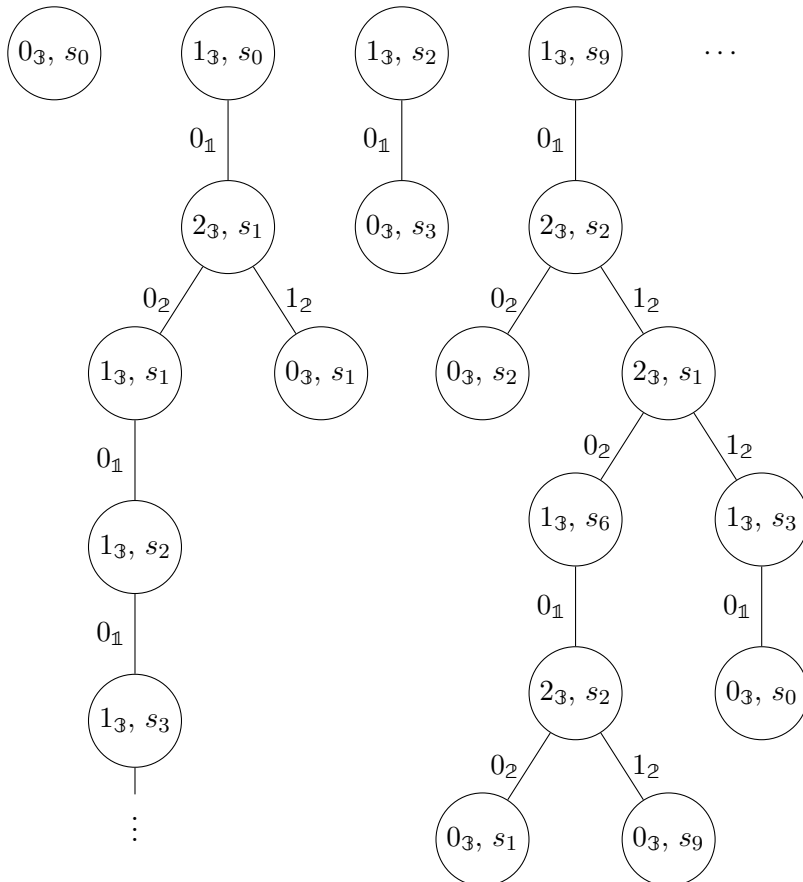 0𝟛, s₀ 1𝟛, s₀ 1𝟛, s₂ 1𝟛, s₉ ⋯
0𝟙 0𝟙 0𝟙
2𝟛, s₁ 0𝟛, s₃ 2𝟛, s₂
0𝟚 1𝟚 0𝟚 1𝟚
1𝟛, s₁ 0𝟛, s₁ 0𝟛, s₂ 2𝟛, s₁
0𝟙 0𝟚 1𝟚
1𝟛, s₂ 1𝟛, s₆ 1𝟛, s₃
0𝟙 0𝟙 0𝟙
1𝟛, s₃ 2𝟛, s₂ 0𝟛, s₀
0𝟚 1𝟚
⋮ 0𝟛, s₁ 0𝟛, s₉